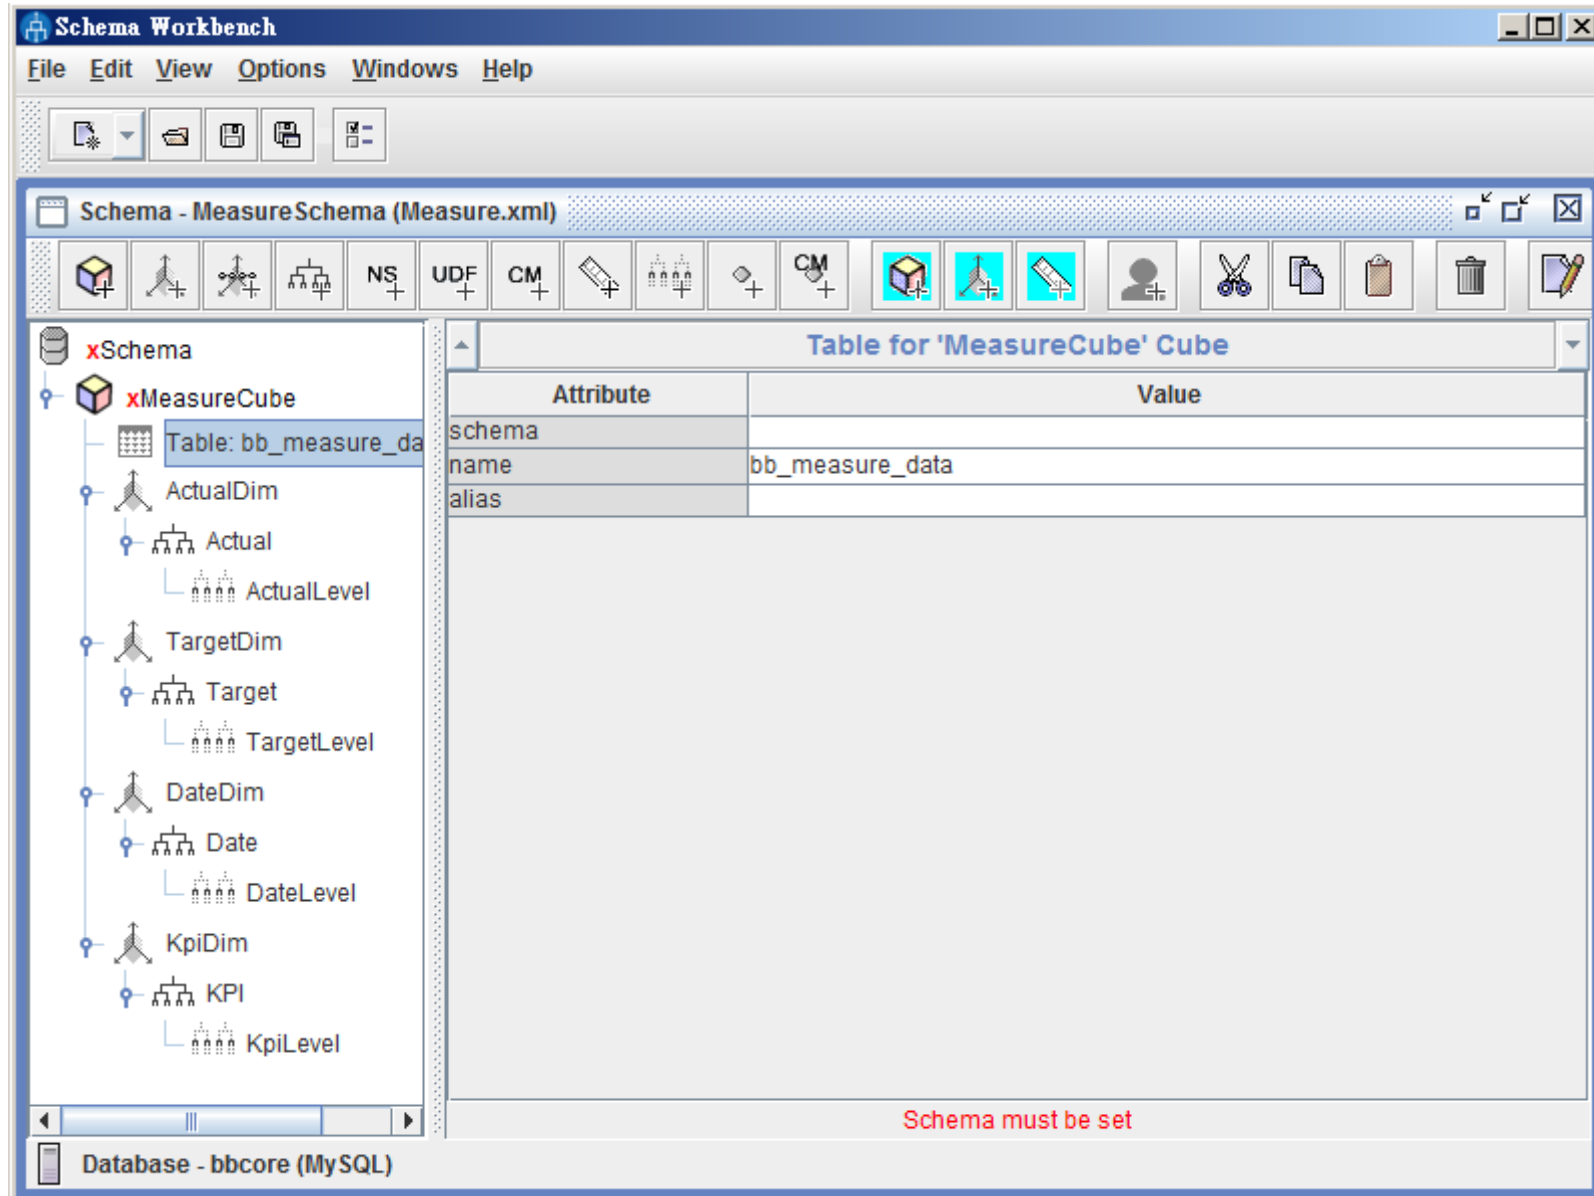 Schema Workbench
File Edit View Options Windows Help
Schema - MeasureSchema (Measure.xml)
NS UDF CM CM
xSchema
xMeasureCube
Table: bb_measure_da
ActualDim
Actual
ActualLevel
TargetDim
Target
TargetLevel
DateDim
Date
DateLevel
KpiDim
KPI
KpiLevel
Table for 'MeasureCube' Cube
Attribute Value
schema
name bb_measure_data
alias
Schema must be set
Database - bbcore (MySQL)